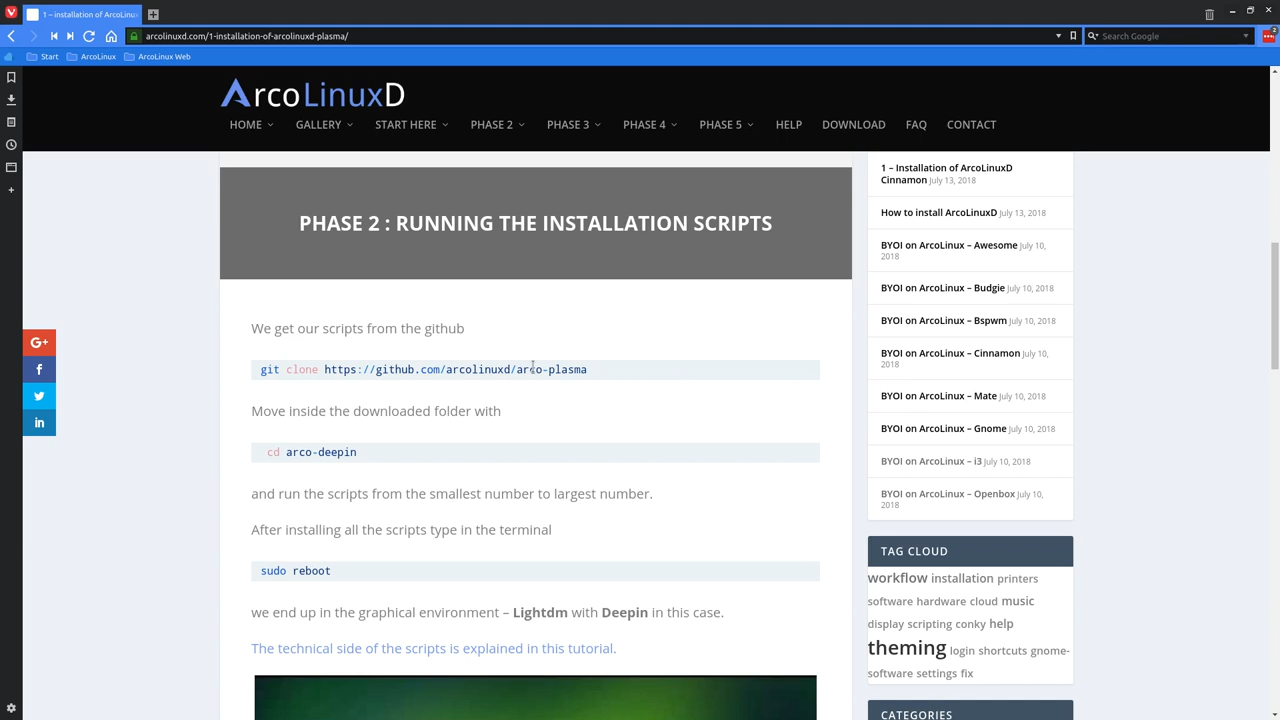 1 – installation of ArcoLinux
arcolinuxd.com/1-installation-of-arcolinuxd-plasma/
Search Google
2
Start
ArcoLinux
ArcoLinux Web
ArcoLinuxD
HOME
GALLERY
START HERE
PHASE 2
PHASE 3
PHASE 4
PHASE 5
HELP
DOWNLOAD
FAQ
CONTACT
PHASE 2 : RUNNING THE INSTALLATION SCRIPTS
We get our scripts from the github
git clone https://github.com/arcolinuxd/arco-plasma
Move inside the downloaded folder with
cd arco-deepin
and run the scripts from the smallest number to largest number.
After installing all the scripts type in the terminal
sudo reboot
we end up in the graphical environment – Lightdm with Deepin in this case.
The technical side of the scripts is explained in this tutorial.
G+
f
in
1 – Installation of ArcoLinuxD
Cinnamon July 13, 2018
How to install ArcoLinuxD July 13, 2018
BYOI on ArcoLinux – Awesome July 10,
2018
BYOI on ArcoLinux – Budgie July 10, 2018
BYOI on ArcoLinux – Bspwm July 10, 2018
BYOI on ArcoLinux – Cinnamon July 10,
2018
BYOI on ArcoLinux – Mate July 10, 2018
BYOI on ArcoLinux – Gnome July 10, 2018
BYOI on ArcoLinux – i3 July 10, 2018
BYOI on ArcoLinux – Openbox July 10,
2018
TAG CLOUD
workflow installation printers
software hardware cloud music
display scripting conky help
theming login shortcuts gnome-
software settings fix
CATEGORIES